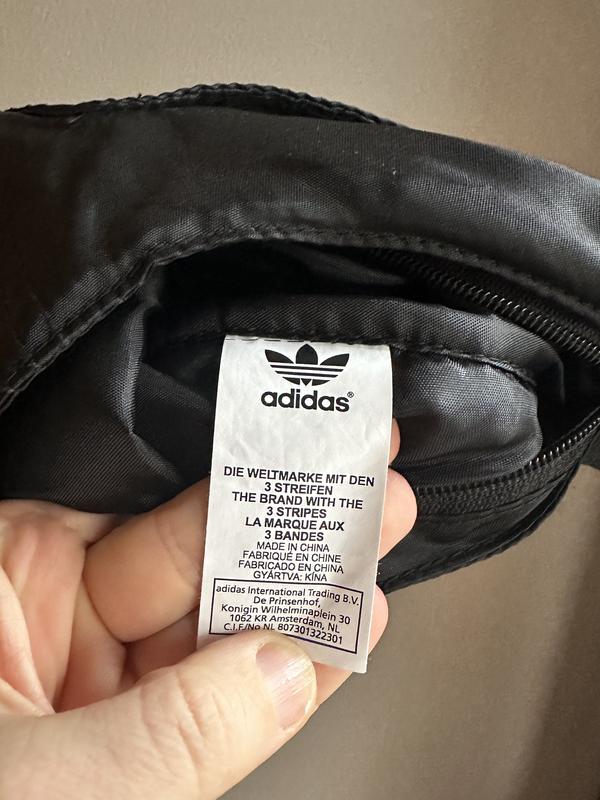 adidas®
DIE WELTMARKE MIT DEN
3 STREIFEN
THE BRAND WITH THE
3 STRIPES
LA MARQUE AUX
3 BANDES
MADE IN CHINA
FABRIQUÉ EN CHINE
FABRICADO EN CHINA
GYÁRTVA: KÍNA
adidas International Trading B.V.
De Prinsenhof,
Konigin Wilhelminaplein 30
1062 KR Amsterdam, NL
C.I.F/No NL 807301322301